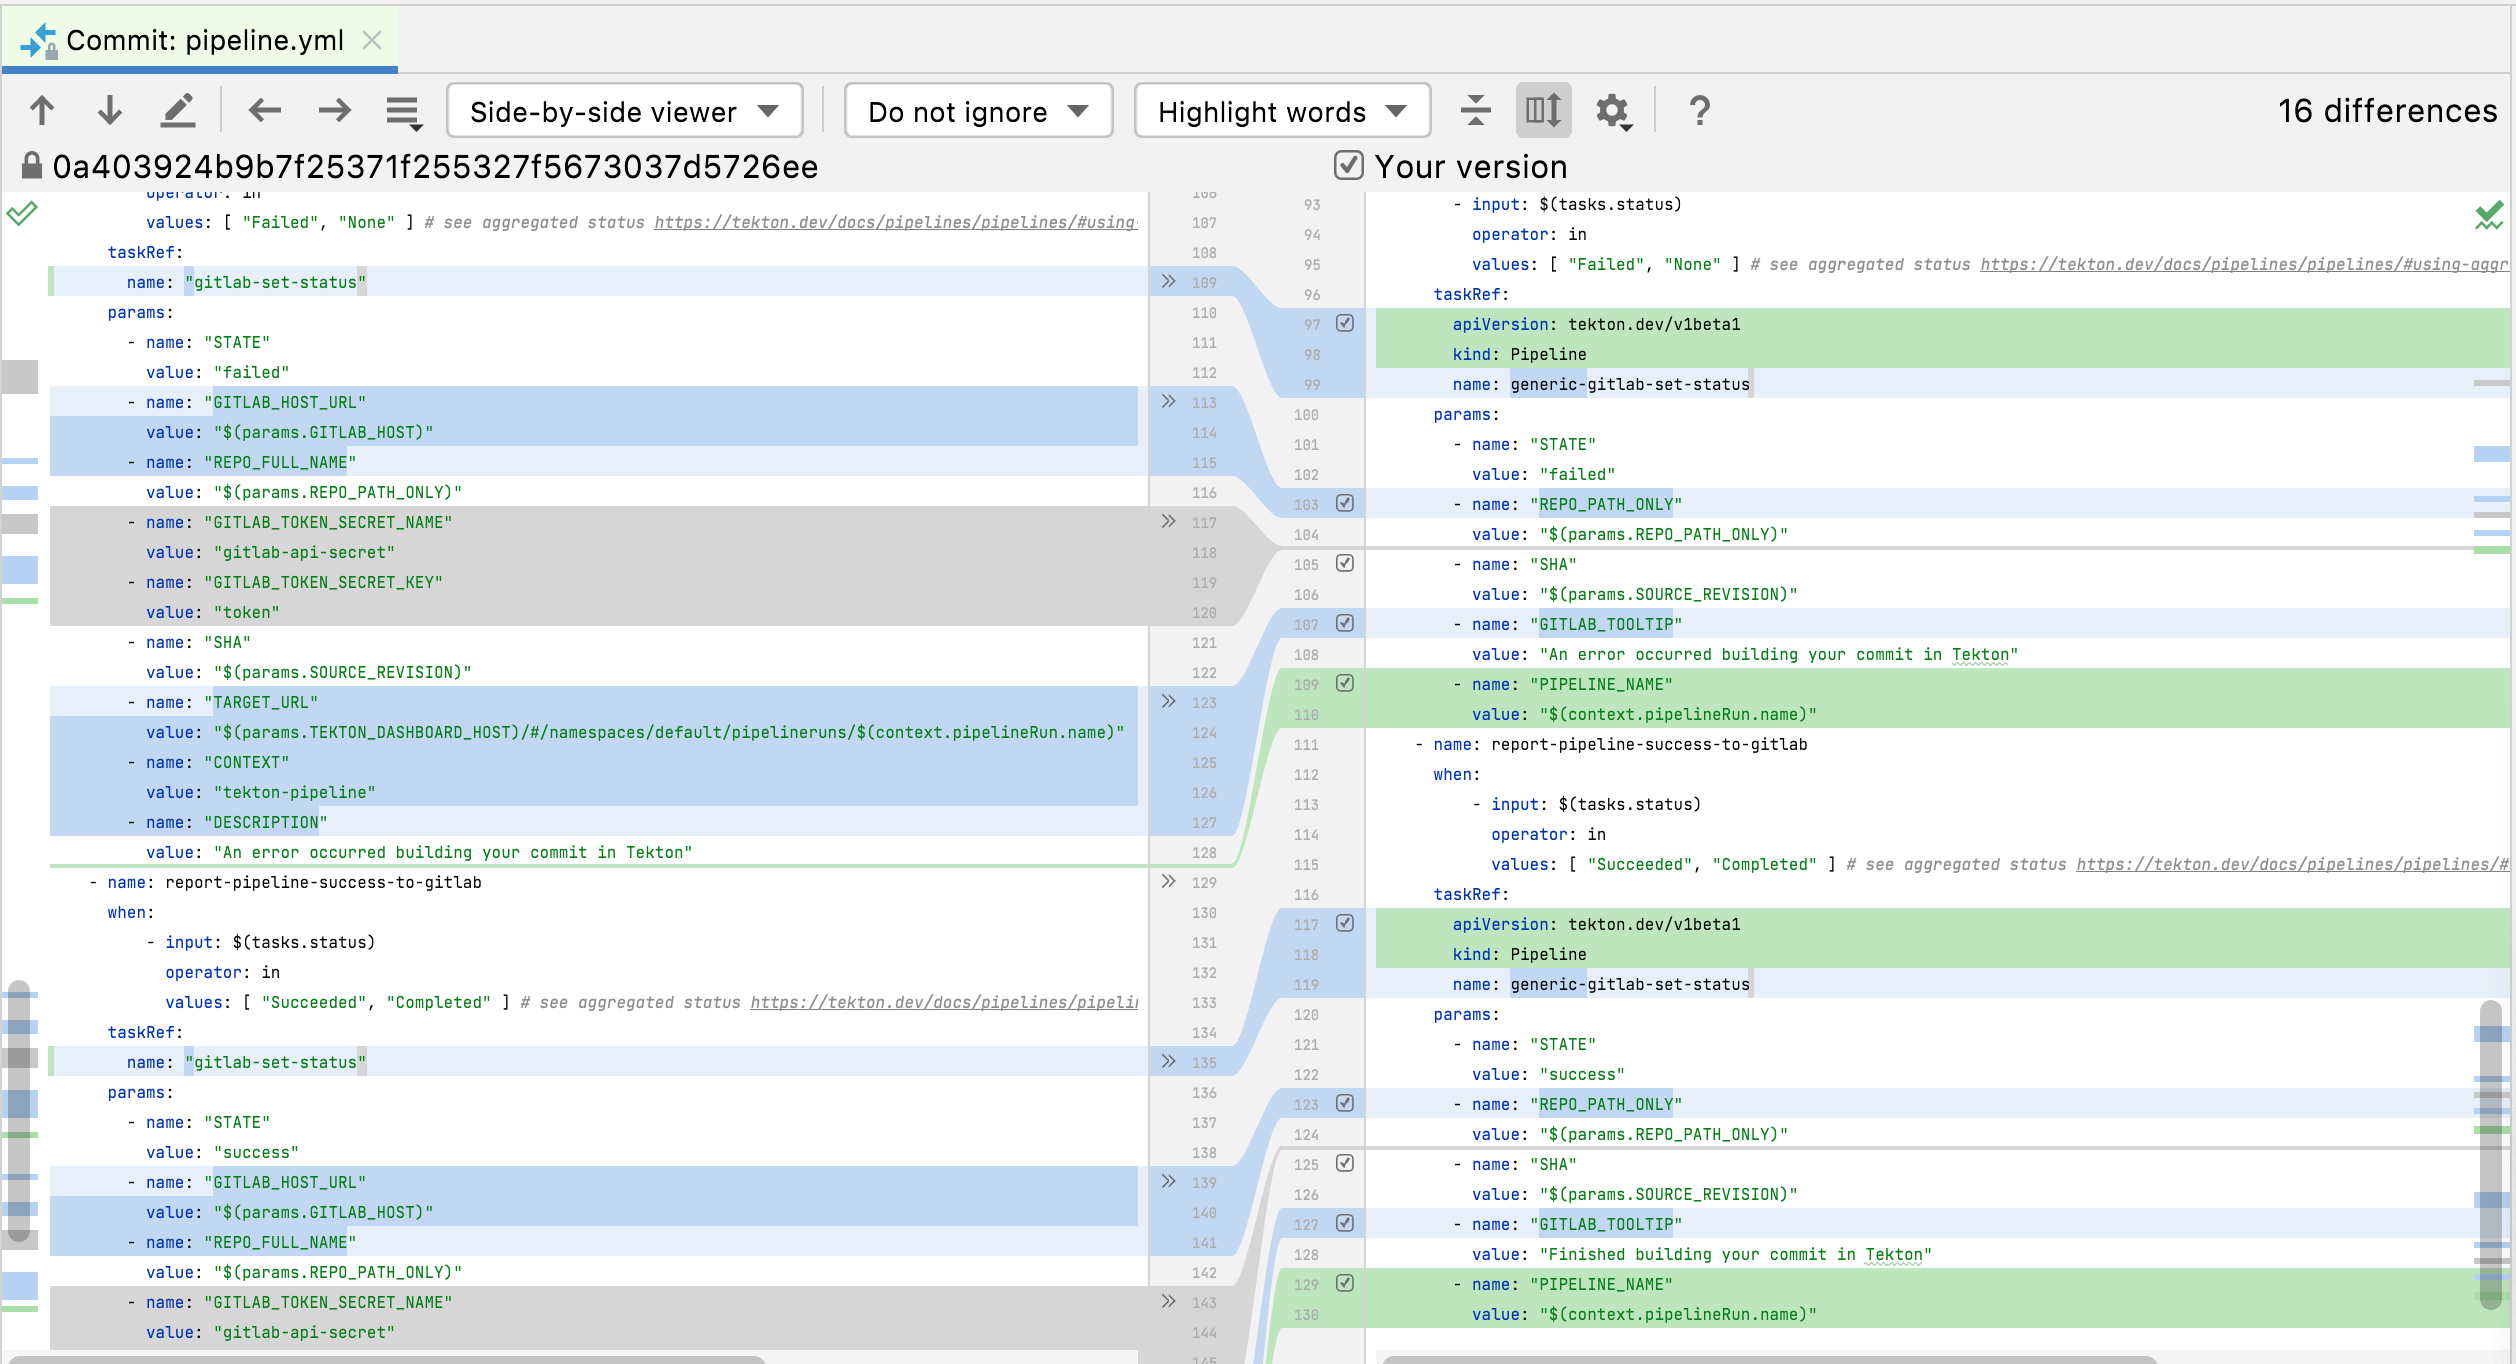 Commit: pipeline.yml
Side-by-side viewer
Do not ignore
Highlight words
?
16 differences
0a403924b9b7f25371f255327f5673037d5726ee
Your version
106 operator: in
107 values: [ "Failed", "None" ] # see aggregated status https://tekton.dev/docs/pipelines/pipelines/#using-
108 taskRef:
109 name: "gitlab-set-status"
110 params:
111 - name: "STATE"
112 value: "failed"
113 - name: "GITLAB_HOST_URL"
114 value: "$(params.GITLAB_HOST)"
115 - name: "REPO_FULL_NAME"
116 value: "$(params.REPO_PATH_ONLY)"
117 - name: "GITLAB_TOKEN_SECRET_NAME"
118 value: "gitlab-api-secret"
119 - name: "GITLAB_TOKEN_SECRET_KEY"
120 value: "token"
121 - name: "SHA"
122 value: "$(params.SOURCE_REVISION)"
123 - name: "TARGET_URL"
124 value: "$(params.TEKTON_DASHBOARD_HOST)/#/namespaces/default/pipelineruns/$(context.pipelineRun.name)"
125 - name: "CONTEXT"
126 value: "tekton-pipeline"
127 - name: "DESCRIPTION"
128 value: "An error occurred building your commit in Tekton"
129 - name: report-pipeline-success-to-gitlab
130 when:
131 - input: $(tasks.status)
132 operator: in
133 values: [ "Succeeded", "Completed" ] # see aggregated status https://tekton.dev/docs/pipelines/pipelin
134 taskRef:
135 name: "gitlab-set-status"
136 params:
137 - name: "STATE"
138 value: "success"
139 - name: "GITLAB_HOST_URL"
140 value: "$(params.GITLAB_HOST)"
141 - name: "REPO_FULL_NAME"
142 value: "$(params.REPO_PATH_ONLY)"
143 - name: "GITLAB_TOKEN_SECRET_NAME"
144 value: "gitlab-api-secret"
145
93 - input: $(tasks.status)
94 operator: in
95 values: [ "Failed", "None" ] # see aggregated status https://tekton.dev/docs/pipelines/pipelines/#using-aggr
96 taskRef:
97 apiVersion: tekton.dev/v1beta1
98 kind: Pipeline
99 name: generic-gitlab-set-status
100 params:
101 - name: "STATE"
102 value: "failed"
103 - name: "REPO_PATH_ONLY"
104 value: "$(params.REPO_PATH_ONLY)"
105 - name: "SHA"
106 value: "$(params.SOURCE_REVISION)"
107 - name: "GITLAB_TOOLTIP"
108 value: "An error occurred building your commit in Tekton"
109 - name: "PIPELINE_NAME"
110 value: "$(context.pipelineRun.name)"
111 - name: report-pipeline-success-to-gitlab
112 when:
113 - input: $(tasks.status)
114 operator: in
115 values: [ "Succeeded", "Completed" ] # see aggregated status https://tekton.dev/docs/pipelines/pipelines/#
116 taskRef:
117 apiVersion: tekton.dev/v1beta1
118 kind: Pipeline
119 name: generic-gitlab-set-status
120 params:
121 - name: "STATE"
122 value: "success"
123 - name: "REPO_PATH_ONLY"
124 value: "$(params.REPO_PATH_ONLY)"
125 - name: "SHA"
126 value: "$(params.SOURCE_REVISION)"
127 - name: "GITLAB_TOOLTIP"
128 value: "Finished building your commit in Tekton"
129 - name: "PIPELINE_NAME"
130 value: "$(context.pipelineRun.name)"